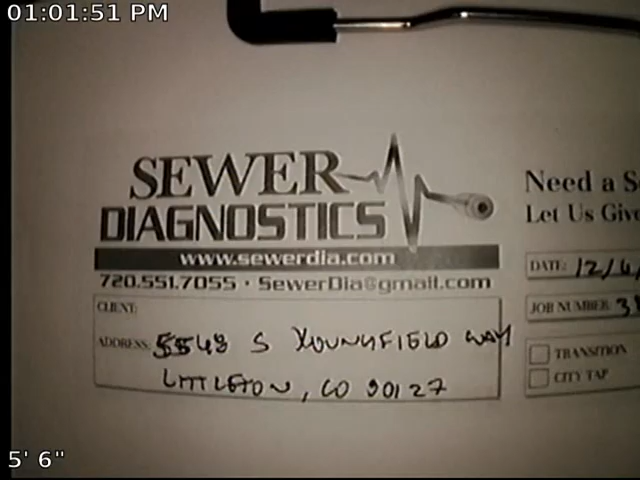 01:01:51 PM
SEWER
DIAGNOSTICS
www.sewerdia.com
720.551.7055 · SewerDia@gmail.com
Need a
Let Us
CLIENT:
ADDRESS: 5548 S YOUNGFIELD WAY
LITTLETON, CO 80127
DATE: 12/6/
JOB NUMBER: 3
TRANSITION
CITY TAP
5' 6"